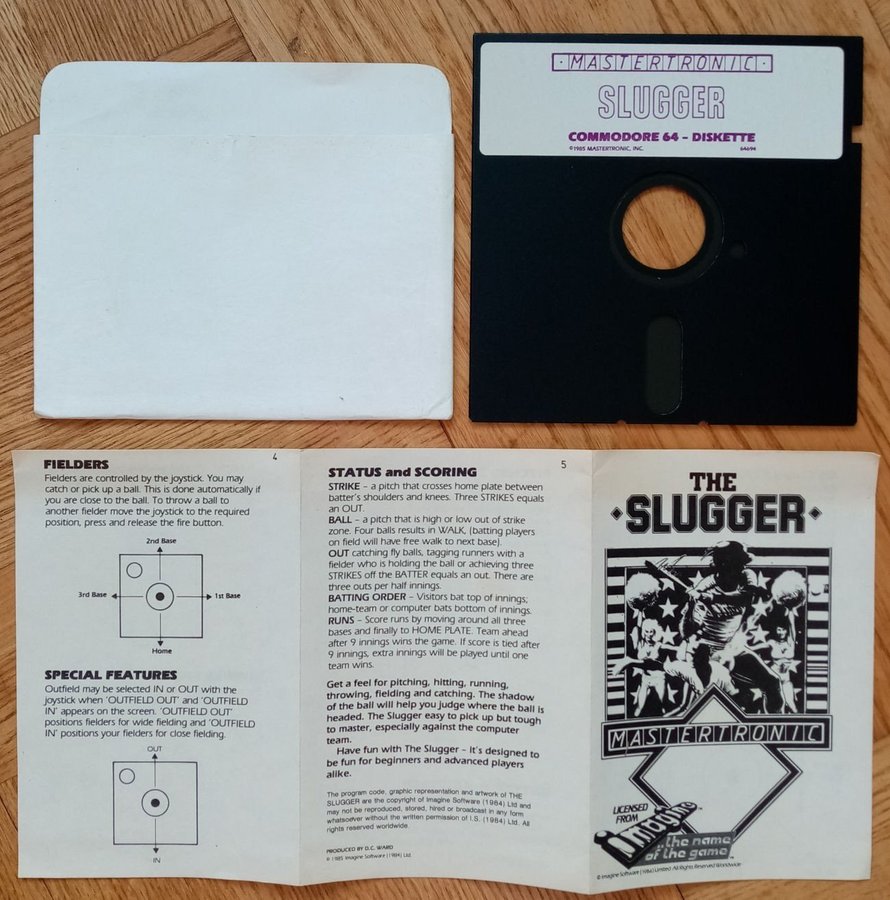 ·MASTERTRONIC·
SLUGGER
COMMODORE 64 – DISKETTE
©1985 MASTERTRONIC, INC.
64694
4
FIELDERS
Fielders are controlled by the joystick. You may
catch or pick up a ball. This is done automatically if
you are close to the ball. To throw a ball to
another fielder move the joystick to the required
position, press and release the fire button.
2nd Base
3rd Base
1st Base
Home
SPECIAL FEATURES
Outfield may be selected IN or OUT with the
joystick when 'OUTFIELD OUT' and 'OUTFIELD
IN' appears on the screen. 'OUTFIELD OUT'
positions fielders for wide fielding and 'OUTFIELD
IN' positions your fielders for close fielding.
OUT
IN
5
STATUS and SCORING
STRIKE – a pitch that crosses home plate between
batter's shoulders and knees. Three STRIKES equals
an OUT.
BALL – a pitch that is high or low out of strike
zone. Four balls results in WALK, (batting players
on field will have free walk to next base).
OUT catching fly balls, tagging runners with a
fielder who is holding the ball or achieving three
STRIKES off the BATTER equals an out. There are
three outs per half innings.
BATTING ORDER – Visitors bat top of innings;
home-team or computer bats bottom of innings.
RUNS – Score runs by moving around all three
bases and finally to HOME PLATE. Team ahead
after 9 innings wins the game. If score is tied after
9 innings, extra innings will be played until one
team wins.
Get a feel for pitching, hitting, running,
throwing, fielding and catching. The shadow
of the ball will help you judge where the ball is
headed. The Slugger easy to pick up but tough
to master, especially against the computer
team.
Have fun with The Slugger – It's designed to
be fun for beginners and advanced players
alike.
The program code, graphic representation and artwork of THE
SLUGGER are the copyright of Imagine Software (1984) Ltd and
may not be reproduced, stored, hired or broadcast in any form
whatsoever without the written permission of I.S. (1984) Ltd. All
rights reserved worldwide.
PRODUCED BY D.C. WARD
© 1985 Imagine Software (1984) Ltd.
THE
·SLUGGER·
MASTERTRONIC
LICENSED
FROM
imagine™
...the name
of the game™
© Imagine Software (1984) Limited. All Rights Reserved Worldwide